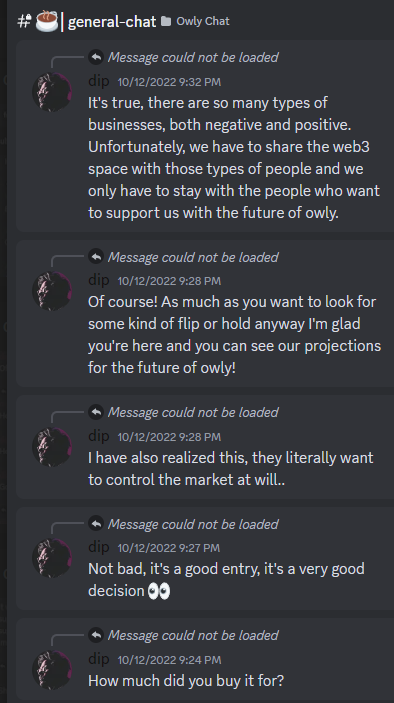 # ☕| general-chat Owly Chat
Message could not be loaded
dip 10/12/2022 9:32 PM
It's true, there are so many types of
businesses, both negative and positive.
Unfortunately, we have to share the web3
space with those types of people and we
only have to stay with the people who want
to support us with the future of owly.
Message could not be loaded
dip 10/12/2022 9:28 PM
Of course! As much as you want to look for
some kind of flip or hold anyway I'm glad
you're here and you can see our projections
for the future of owly!
Message could not be loaded
dip 10/12/2022 9:28 PM
I have also realized this, they literally want
to control the market at will..
Message could not be loaded
dip 10/12/2022 9:27 PM
Not bad, it's a good entry, it's a very good
decision 👀
Message could not be loaded
dip 10/12/2022 9:24 PM
How much did you buy it for?